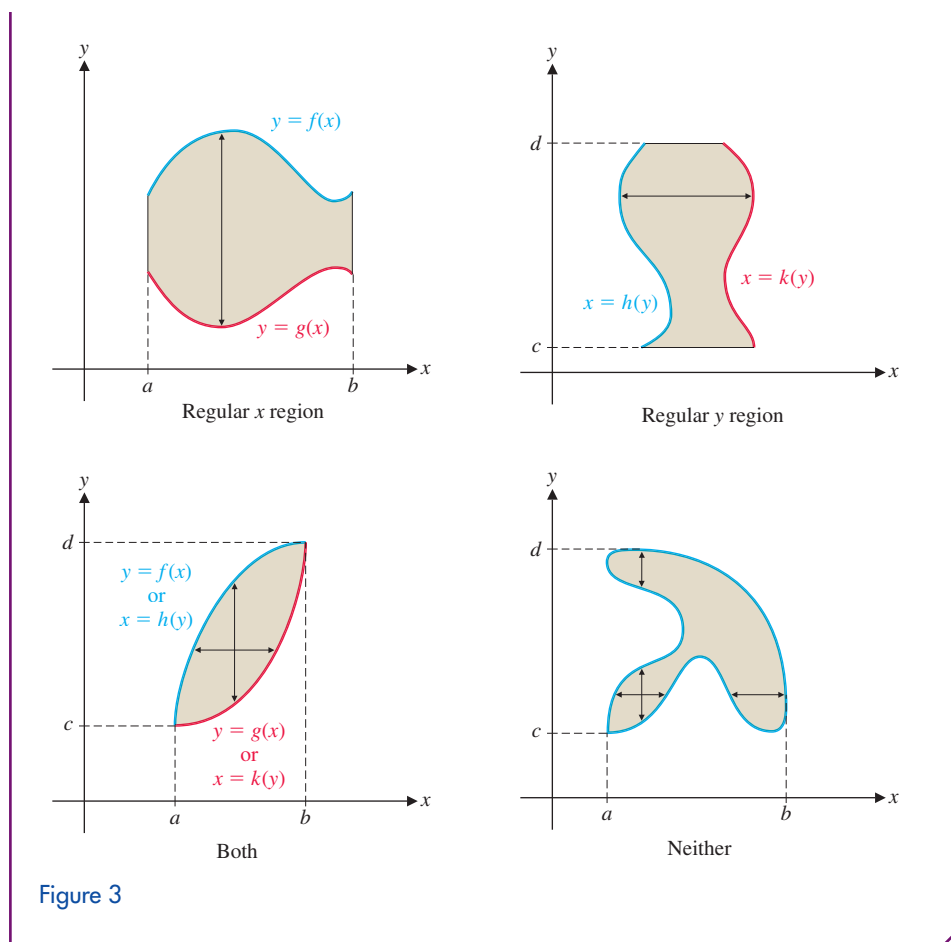 y
y = f(x)
y = g(x)
x
a
b
Regular x region
y
d
x = h(y)
x = k(y)
c
x
Regular y region
y
d
y = f(x)
or
x = h(y)
c
y = g(x)
or
x = k(y)
x
a
b
Both
y
d
c
x
a
b
Neither
Figure 3